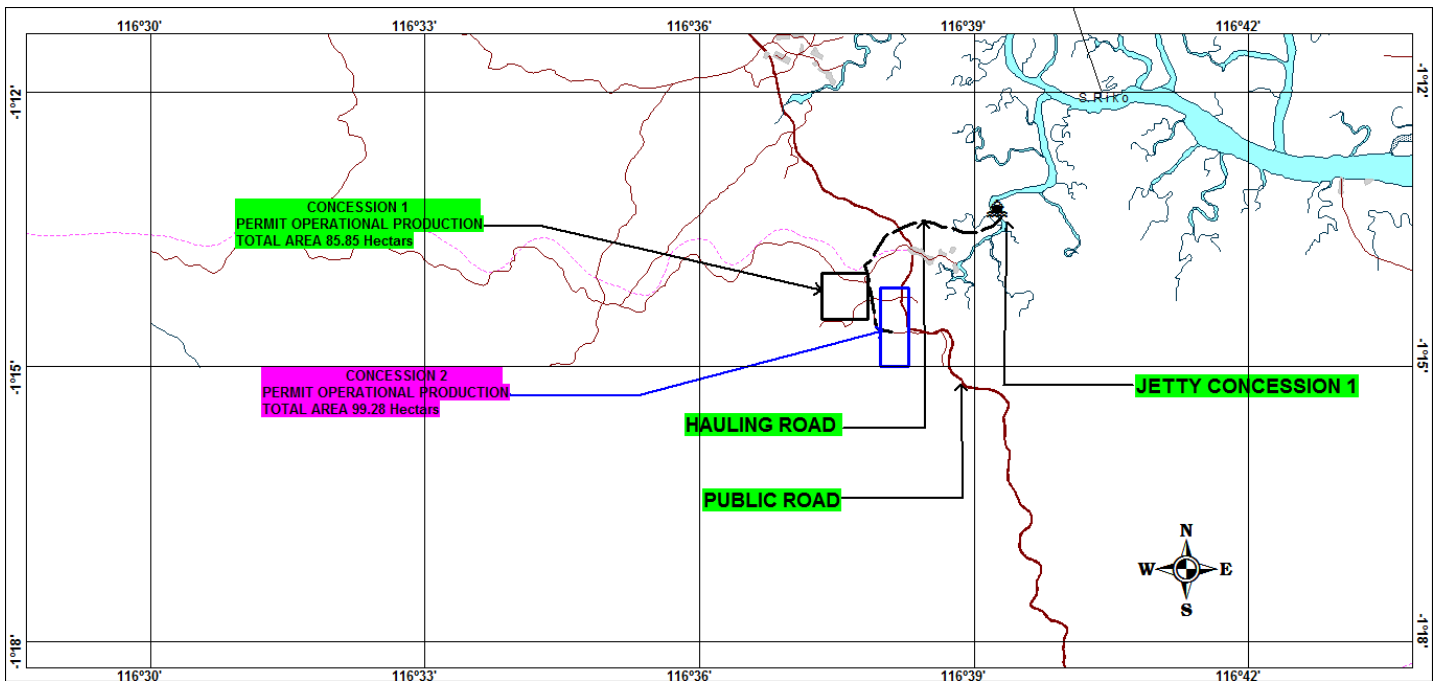 116°30'
116°33'
116°36'
116°39'
116°42'
-1°12'
-1°12'
S.Riko
CONCESSION 1
PERMIT OPERATIONAL PRODUCTION
TOTAL AREA 85.85 Hectars
-1°15'
-1°15'
CONCESSION 2
PERMIT OPERATIONAL PRODUCTION
TOTAL AREA 99.28 Hectars
JETTY CONCESSION 1
HAULING ROAD
PUBLIC ROAD
N
W
E
S
-1°18'
-1°18'
116°30'
116°33'
116°36'
116°39'
116°42'